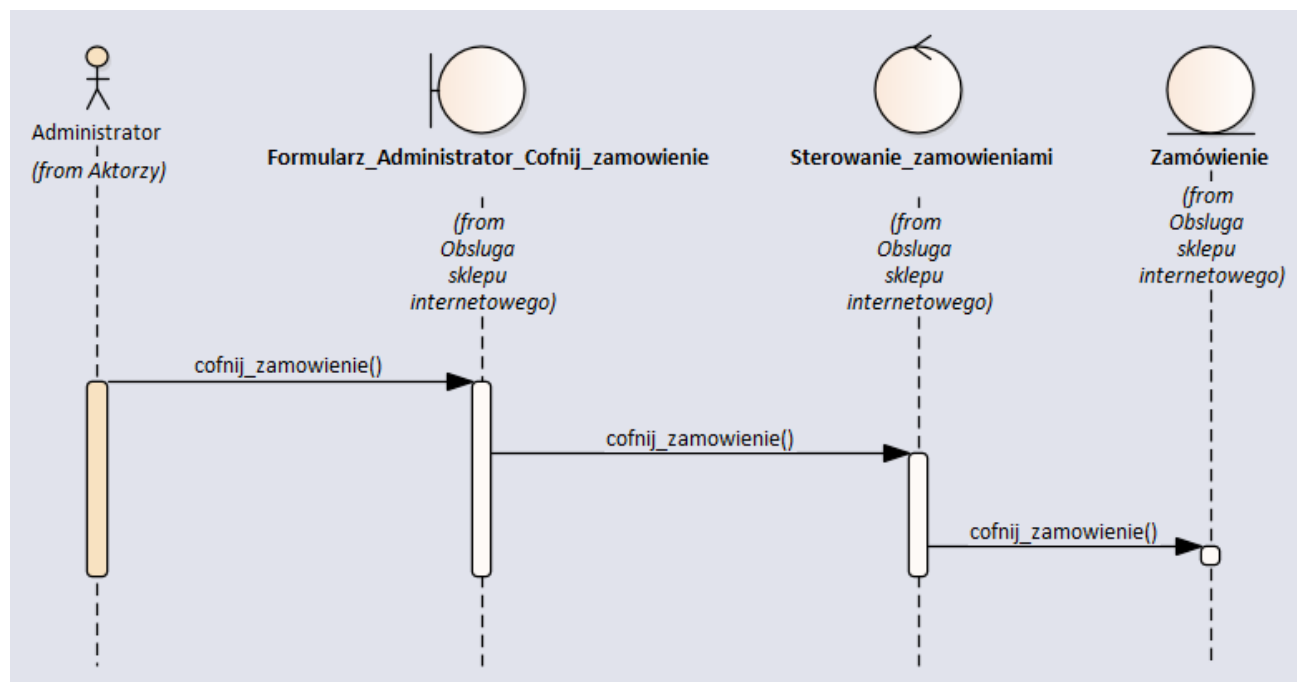 Administrator
(from Aktorzy)
Formularz_Administrator_Cofnij_zamowienie
(from
Obsluga
sklepu
internetowego)
Sterowanie_zamowieniami
(from
Obsluga
sklepu
internetowego)
Zamówienie
(from
Obsluga
sklepu
internetowego)
cofnij_zamowienie()
cofnij_zamowienie()
cofnij_zamowienie()